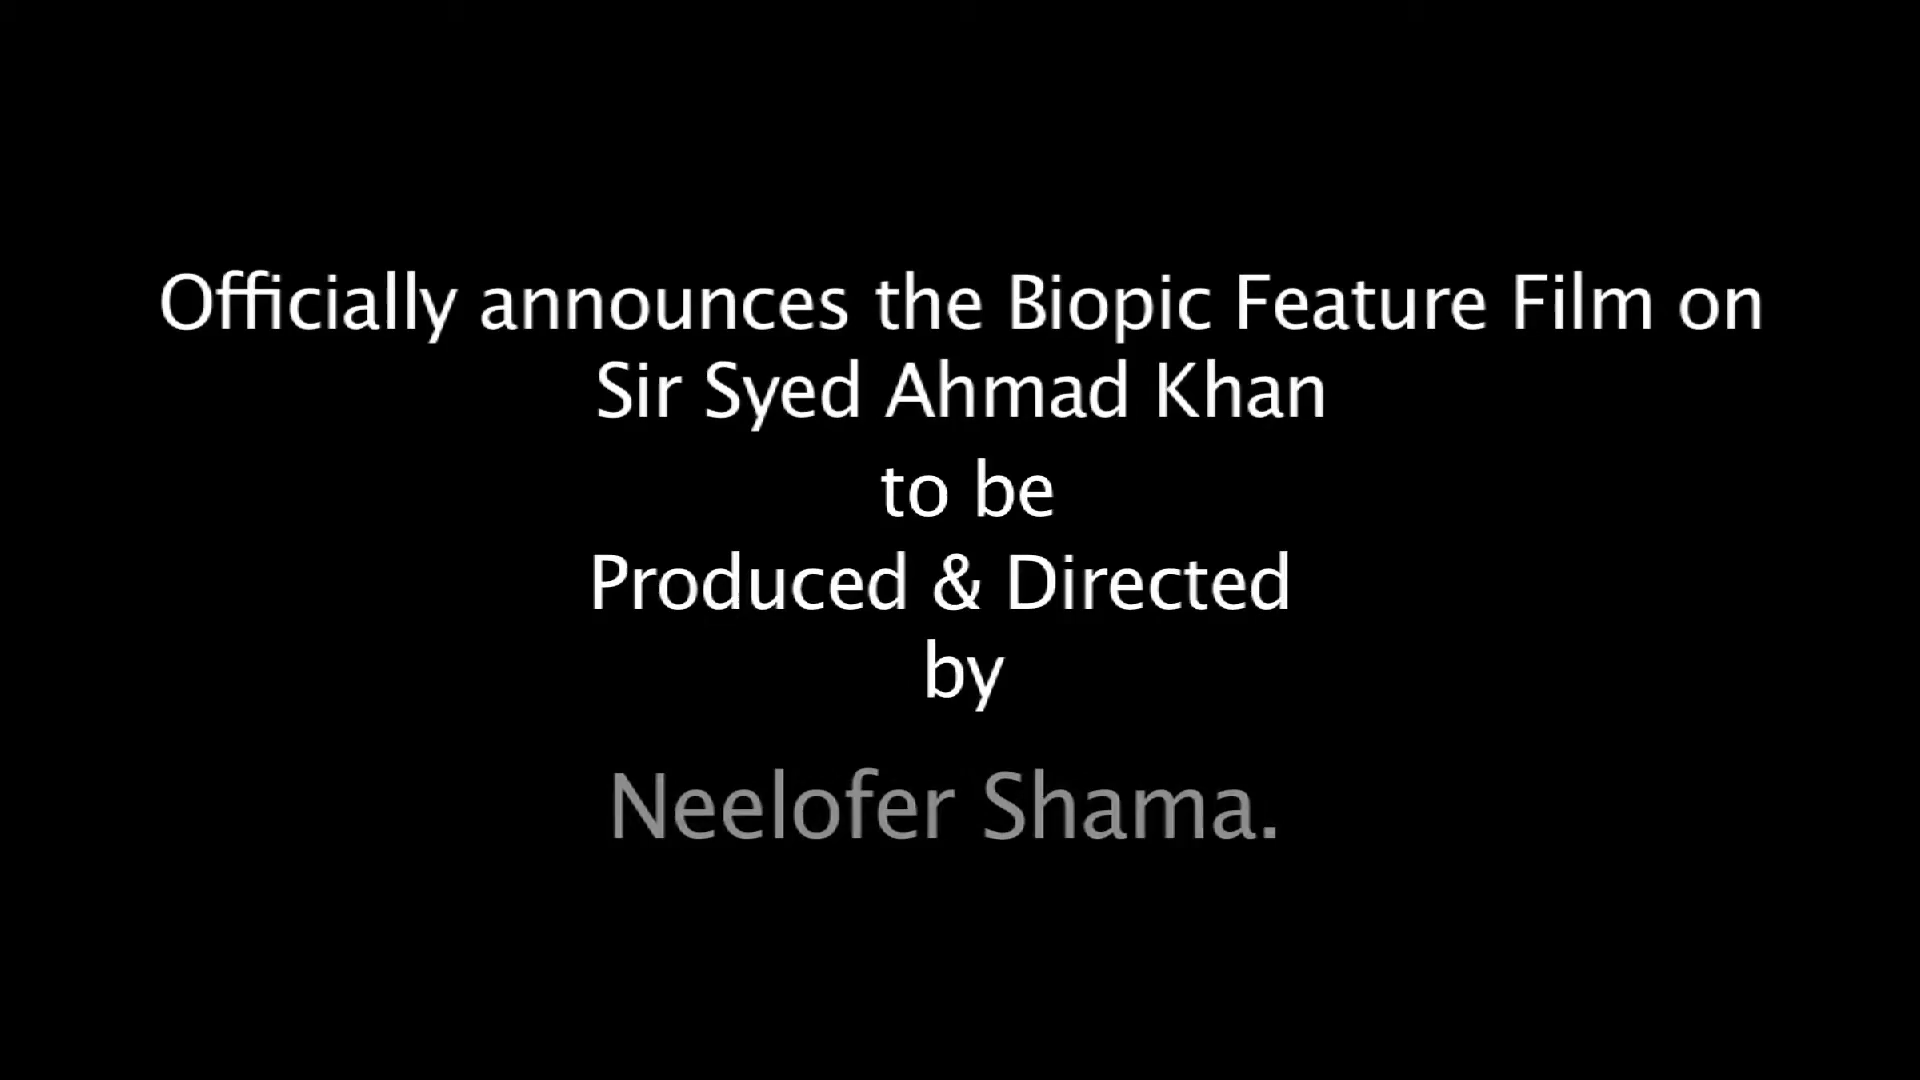 Officially announces the Biopic Feature Film on
Sir Syed Ahmad Khan
to be
Produced & Directed
by
Neelofer Shama.